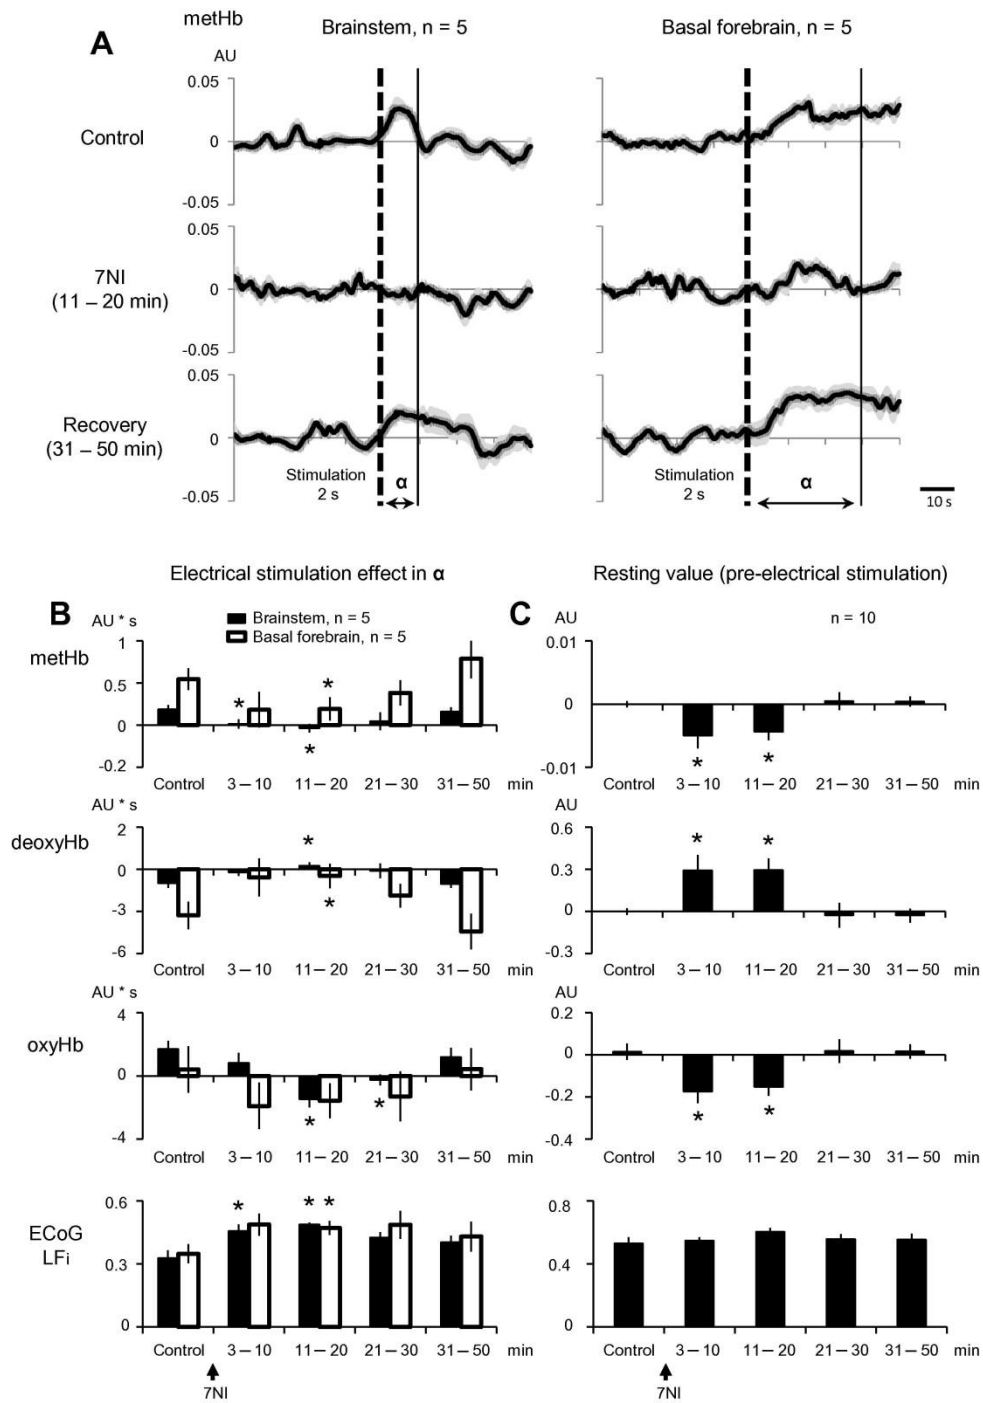 metHb
A
Brainstem, n = 5
Basal forebrain, n = 5
AU
0.05
Control
0
-0.05
0.05
7NI
(11 – 20 min)
0
-0.05
0.05
Recovery
(31 – 50 min)
0
-0.05
Stimulation
2 s
α
Stimulation
2 s
α
10 s
Electrical stimulation effect in α
Resting value (pre-electrical stimulation)
B
AU * s
Brainstem, n = 5
Basal forebrain, n = 5
metHb
1
0.5
0
-0.2
* * *
Control 3 – 10 11 – 20 21 – 30 31 – 50 min
AU * s
deoxyHb
2
0
-3
-6
* *
Control 3 – 10 11 – 20 21 – 30 31 – 50 min
AU * s
oxyHb
4
0
-4
* *
Control 3 – 10 11 – 20 21 – 30 31 – 50 min
ECoG
LFi
0.6
0.3
0
* * *
Control 3 – 10 11 – 20 21 – 30 31 – 50 min
7NI
C
AU
n = 10
0.01
0
-0.01
* *
Control 3 – 10 11 – 20 21 – 30 31 – 50 min
AU
0.6
0.3
0
-0.3
* *
Control 3 – 10 11 – 20 21 – 30 31 – 50 min
AU
0.2
0
-0.2
-0.4
* *
Control 3 – 10 11 – 20 21 – 30 31 – 50 min
0.8
0.4
0
Control 3 – 10 11 – 20 21 – 30 31 – 50 min
7NI